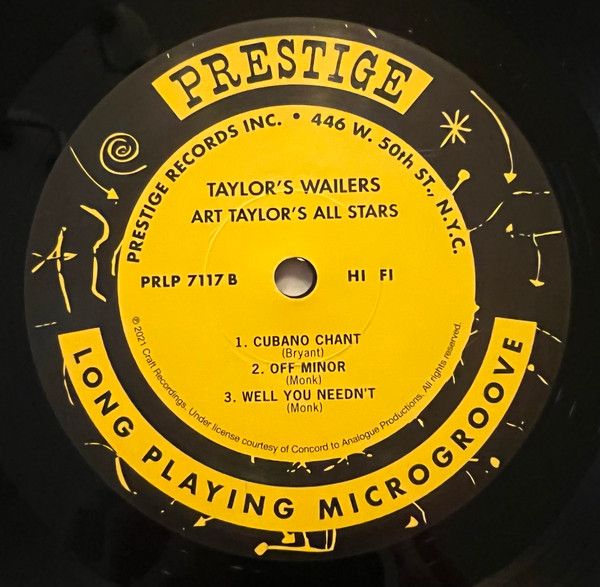 PRESTIGE
PRESTIGE RECORDS INC. • 446 W. 50th ST., N.Y.C.
TAYLOR'S WAILERS
ART TAYLOR'S ALL STARS
PRLP 7117 B HI FI
1. CUBANO CHANT
(Bryant)
2. OFF MINOR
(Monk)
3. WELL YOU NEEDN'T
(Monk)
℗ 2021 Craft Recordings. Under license courtesy of Concord to Analogue Productions. All rights reserved.
LONG PLAYING MICROGROOVE